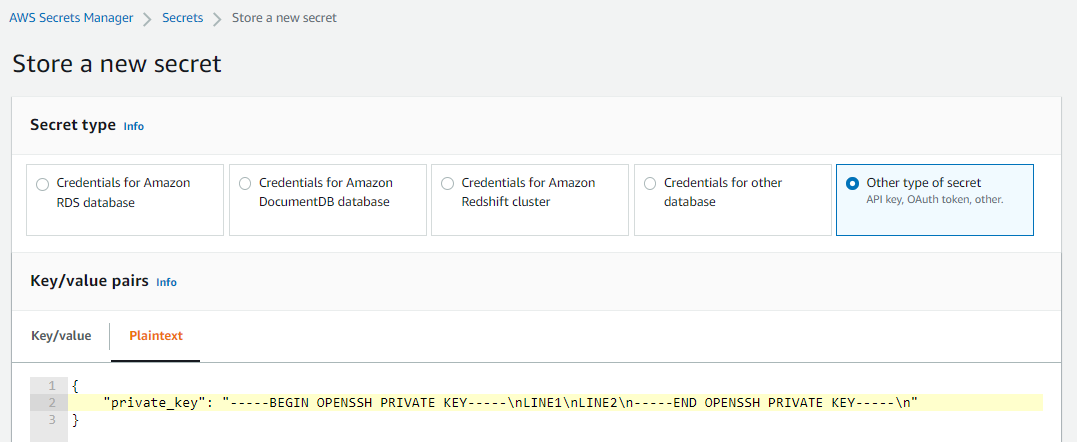 AWS Secrets Manager > Secrets > Store a new secret
Store a new secret
Secret type Info
Credentials for Amazon
RDS database
Credentials for Amazon
DocumentDB database
Credentials for Amazon
Redshift cluster
Credentials for other
database
Other type of secret
API key, OAuth token, other.
Key/value pairs Info
Key/value Plaintext
1 {
2 "private_key": "-----BEGIN OPENSSH PRIVATE KEY-----\nLINE1\nLINE2\n-----END OPENSSH PRIVATE KEY-----\n"
3 }